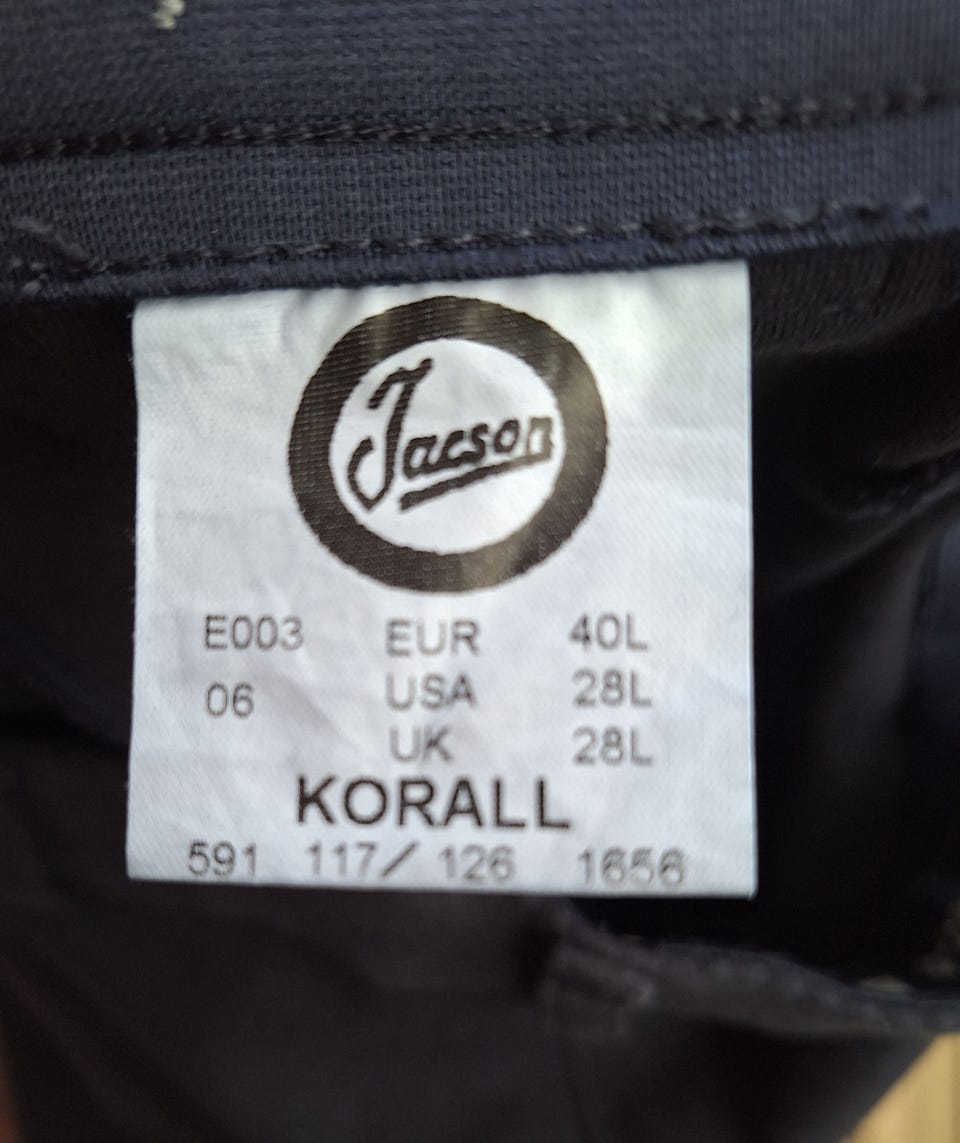 Jacson
E003 EUR 40L
06 USA 28L
UK 28L
KORALL
591 117/ 126 1656